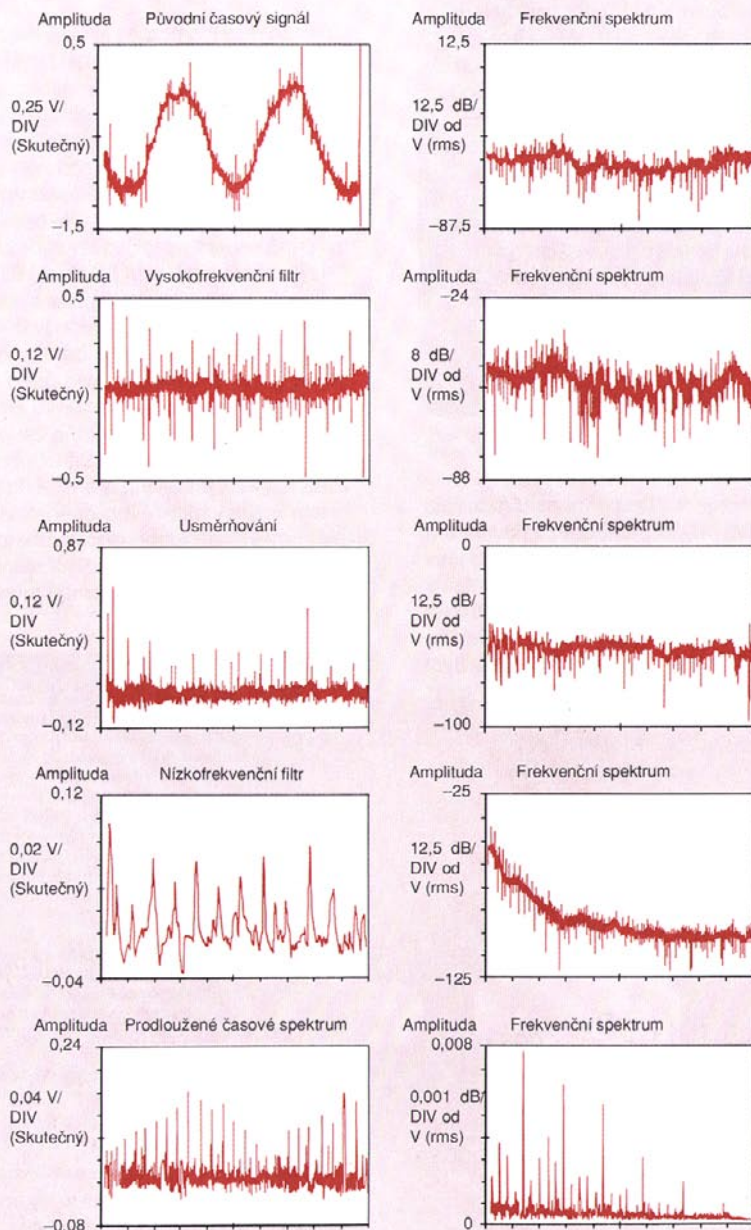 Amplituda Původní časový signál
0,5
0,25 V/
DIV
(Skutečný)
–1,5
Amplituda Frekvenční spektrum
12,5
12,5 dB/
DIV od
V (rms)
–87,5
Amplituda Vysokofrekvenční filtr
0,5
0,12 V/
DIV
(Skutečný)
–0,5
Amplituda Frekvenční spektrum
–24
8 dB/
DIV od
V (rms)
–88
Amplituda Usměrňování
0,87
0,12 V/
DIV
(Skutečný)
–0,12
Amplituda Frekvenční spektrum
0
12,5 dB/
DIV od
V (rms)
–100
Amplituda Nízkofrekvenční filtr
0,12
0,02 V/
DIV
(Skutečný)
–0,04
Amplituda Frekvenční spektrum
–25
12,5 dB/
DIV od
V (rms)
–125
Amplituda Prodloužené časové spektrum
0,24
0,04 V/
DIV
(Skutečný)
–0,08
Amplituda Frekvenční spektrum
0,008
0,001 dB/
DIV od
V (rms)
0